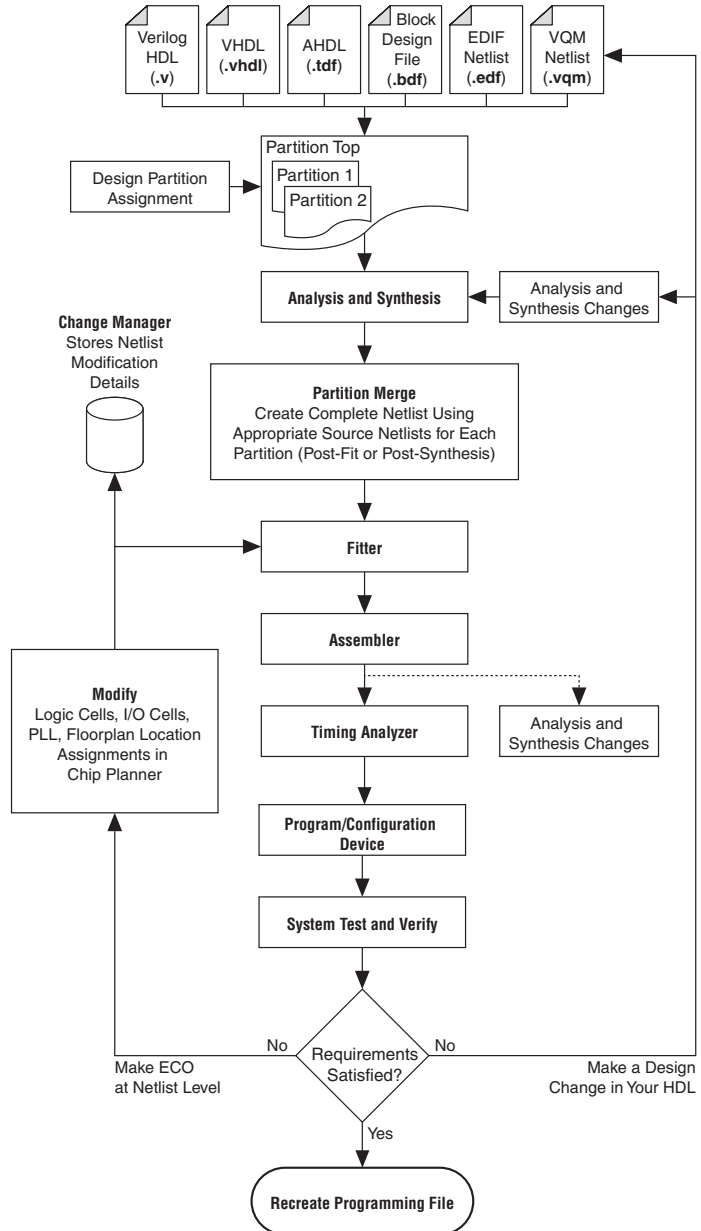 Verilog
HDL
(.v)
VHDL
(.vhdl)
AHDL
(.tdf)
Block
Design
File
(.bdf)
EDIF
Netlist
(.edf)
VQM
Netlist
(.vqm)
Partition Top
Partition 1
Partition 2
Design Partition
Assignment
Analysis and Synthesis
Analysis and
Synthesis Changes
Change Manager
Stores Netlist
Modification
Details
Partition Merge
Create Complete Netlist Using
Appropriate Source Netlists for Each
Partition (Post-Fit or Post-Synthesis)
Fitter
Assembler
Modify
Logic Cells, I/O Cells,
PLL, Floorplan Location
Assignments in
Chip Planner
Timing Analyzer
Analysis and
Synthesis Changes
Program/Configuration
Device
System Test and Verify
No
Requirements
Satisfied?
No
Make ECO
at Netlist Level
Make a Design
Change in Your HDL
Yes
Recreate Programming File